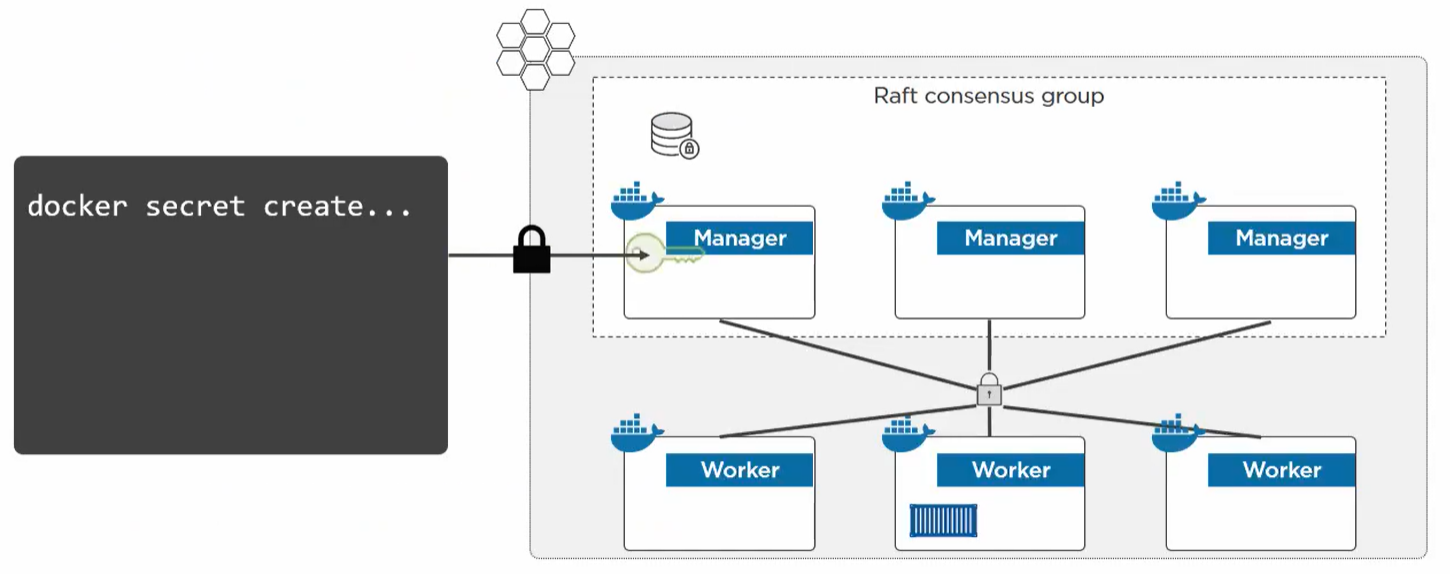 Raft consensus group
docker secret create...
Manager
Manager
Manager
Worker
Worker
Worker